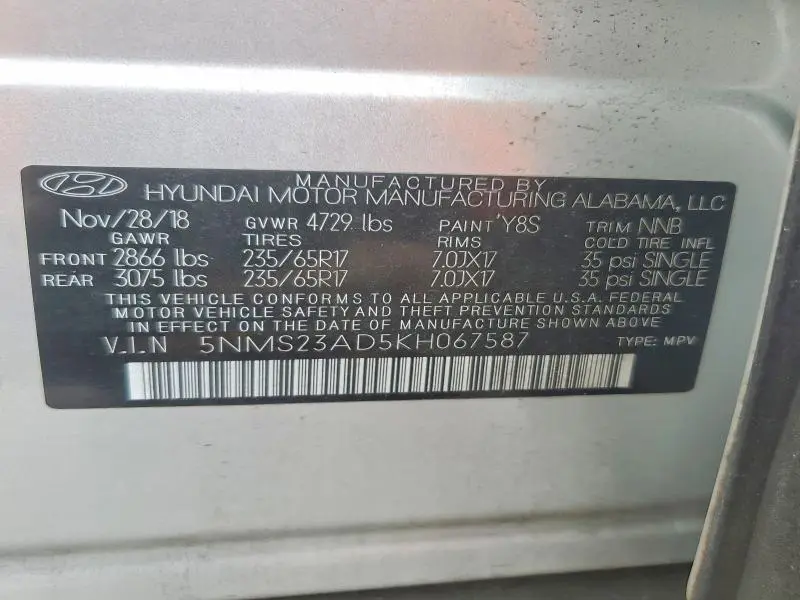 MANUFACTURED BY
HYUNDAI MOTOR MANUFACTURING ALABAMA, LLC
Nov/28/18 GVWR 4729 lbs PAINT Y8S TRIM NNB
GAWR TIRES RIMS COLD TIRE INFL
FRONT 2866 lbs 235/65R17 7.0JX17 35 psi SINGLE
REAR 3075 lbs 235/65R17 7.0JX17 35 psi SINGLE
THIS VEHICLE CONFORMS TO ALL APPLICABLE U.S.A. FEDERAL
MOTOR VEHICLE SAFETY AND THEFT PREVENTION STANDARDS
IN EFFECT ON THE DATE OF MANUFACTURE SHOWN ABOVE.
V.I.N 5NMS23AD5KH067587 TYPE: MPV